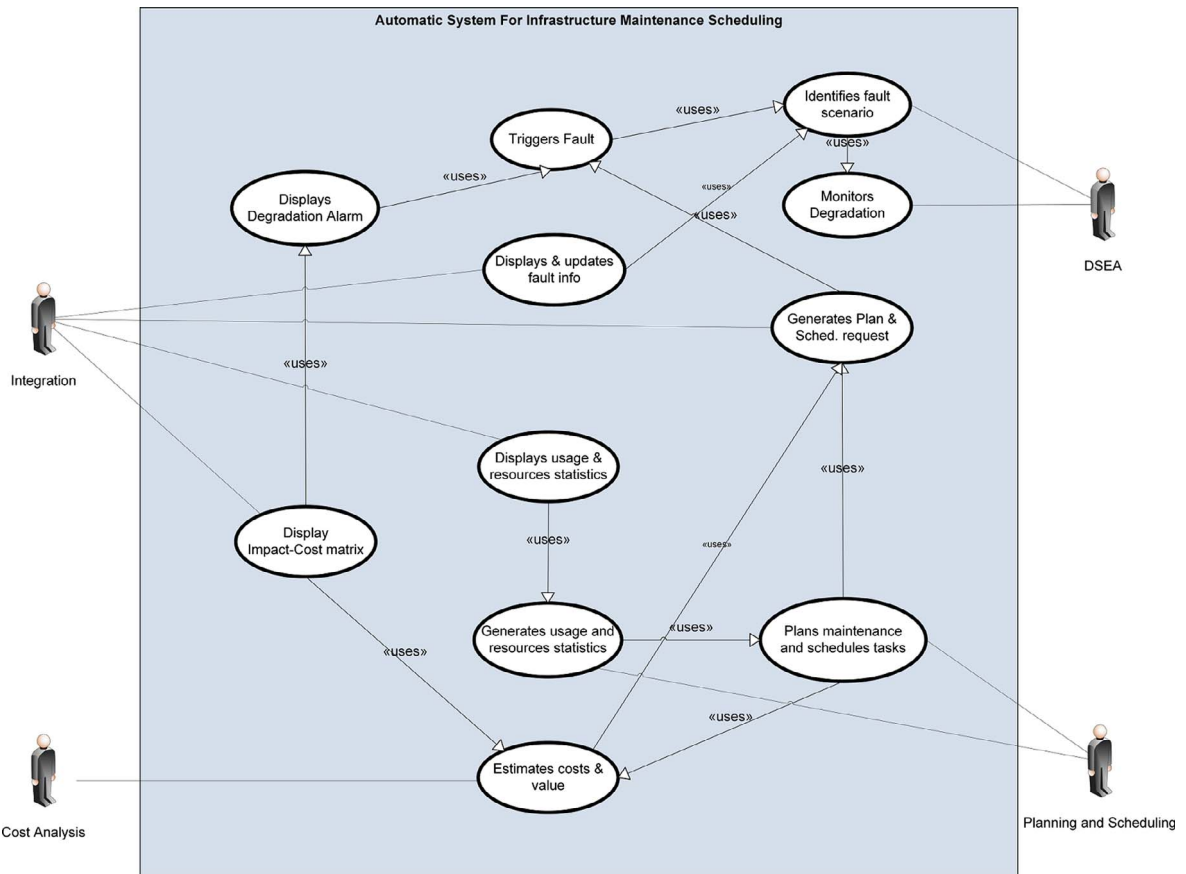 Automatic System For Infrastructure Maintenance Scheduling
Identifies fault
scenario
«uses»
Triggers Fault
«uses»
«uses»
Displays
Degradation Alarm
«uses»
Monitors
Degradation
«uses»
DSEA
Displays & updates
fault info
Generates Plan &
Sched. request
Integration
«uses»
Displays usage &
resources statistics
«uses»
Display
Impact-Cost matrix
«uses»
«uses»
Generates usage and
resources statistics
«uses»
Plans maintenance
and schedules tasks
«uses»
«uses»
Estimates costs &
value
Cost Analysis
Planning and Scheduling